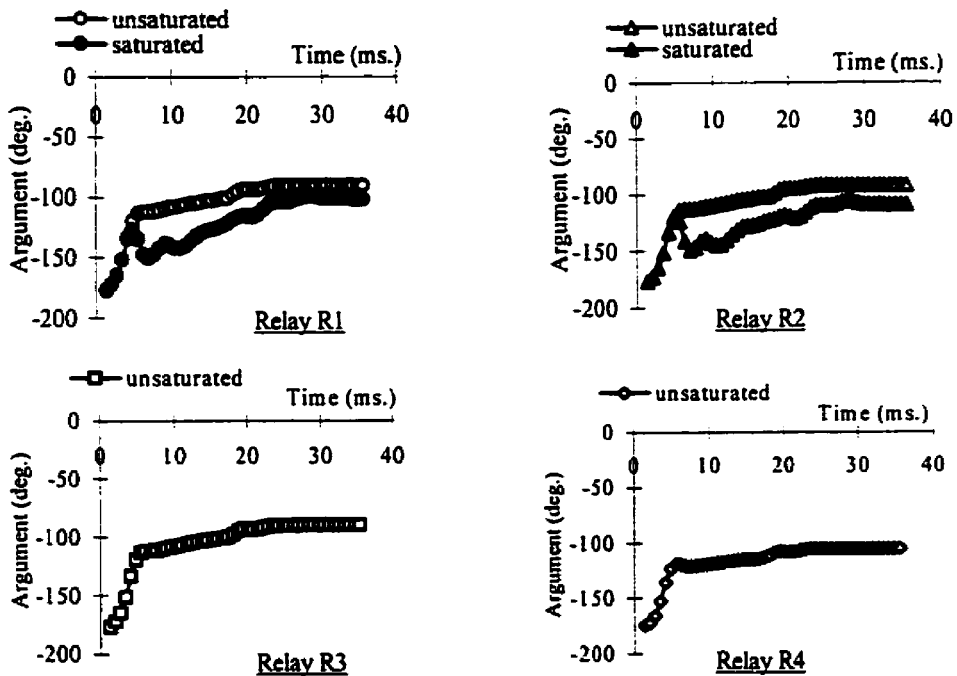 unsaturated
saturated
Time (ms.)
0
0 10 20 30 40
-50
-100
-150
-200
Argument (deg.)
Relay R1
unsaturated
saturated
Time (ms.)
0
0 10 20 30 40
-50
-100
-150
-200
Argument (deg.)
Relay R2
unsaturated
Time (ms.)
0
0 10 20 30 40
-50
-100
-150
-200
Argument (deg.)
Relay R3
unsaturated
Time (ms.)
0
0 10 20 30 40
-50
-100
-150
-200
Argument (deg.)
Relay R4